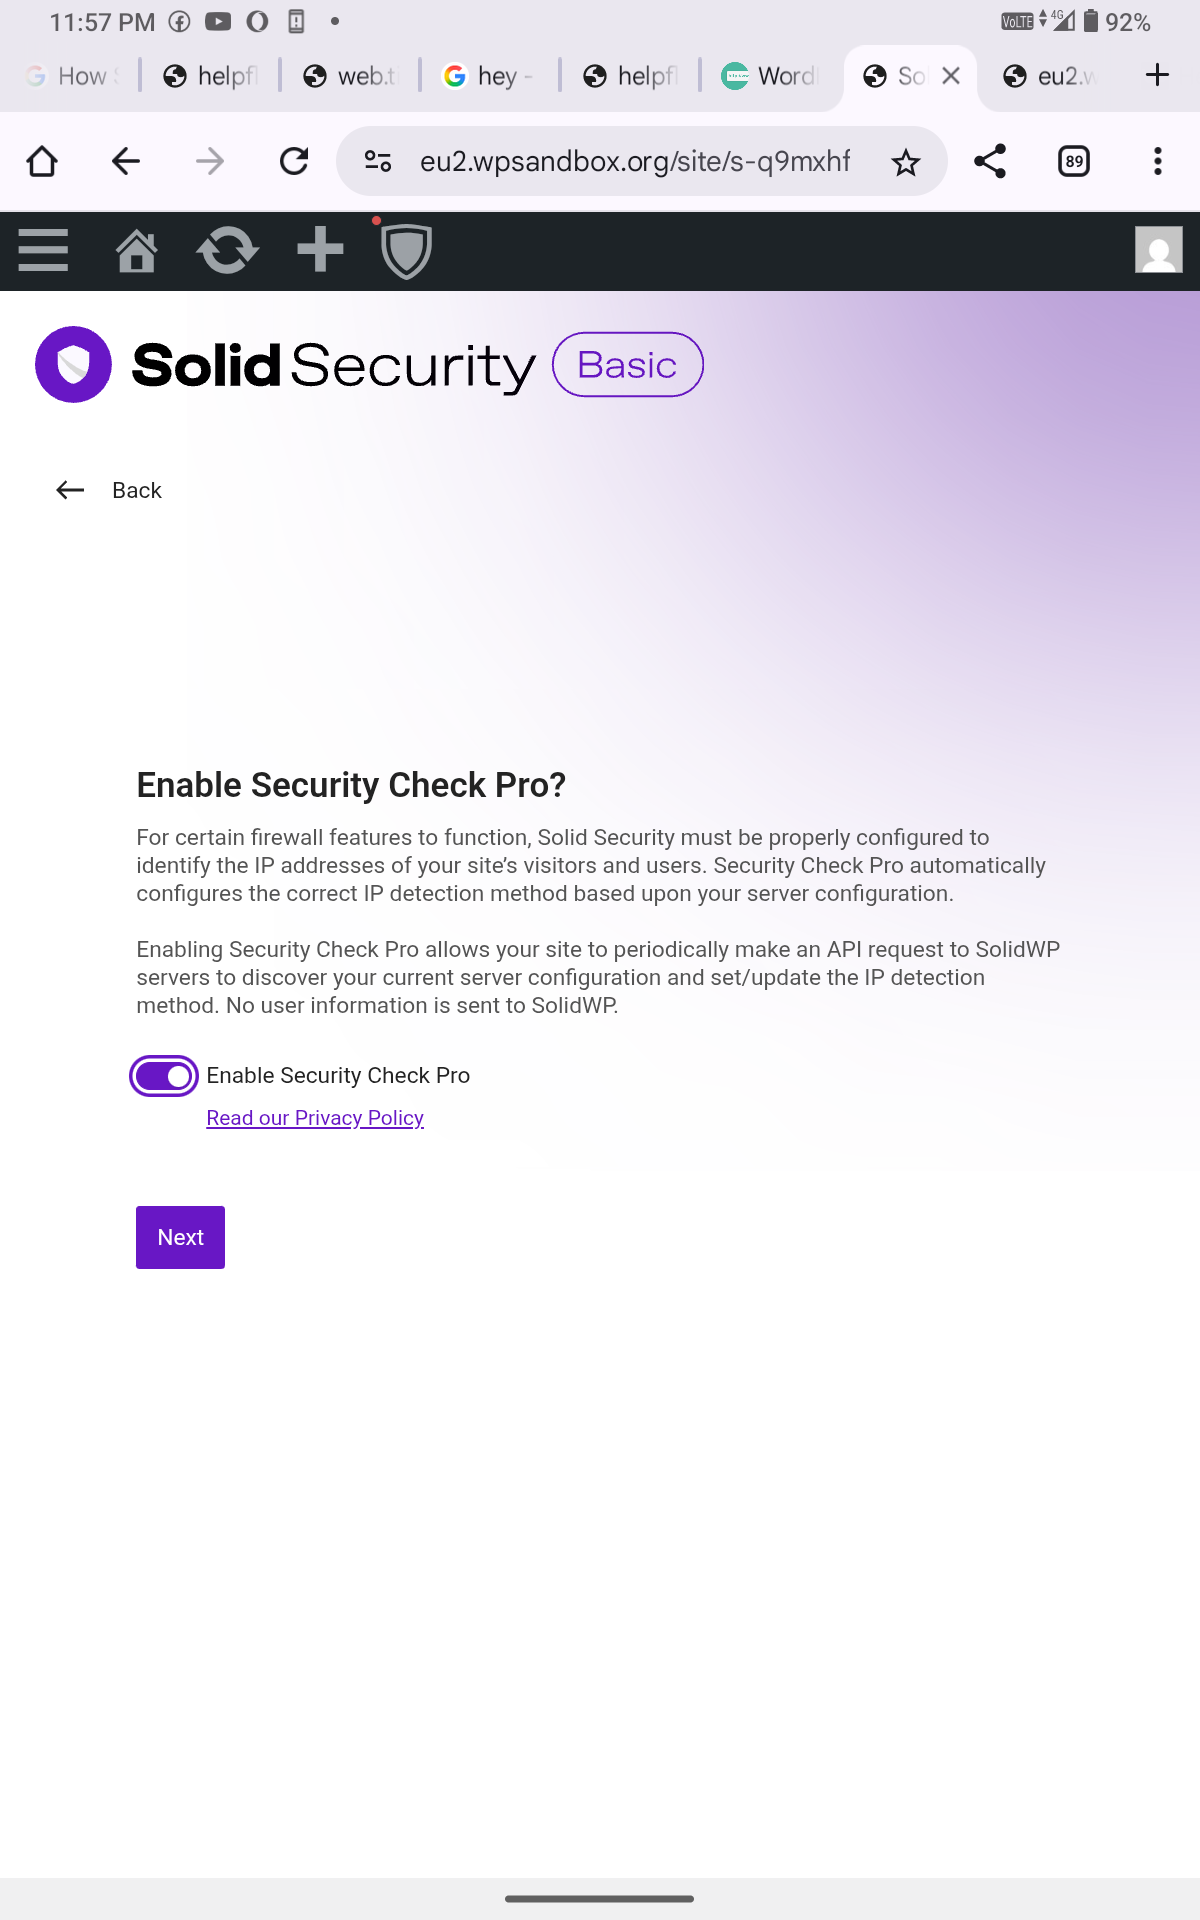 11:57 PM
VoLTE 4G 92%
How
helpf
web.t
hey -
helpf
Word
So
eu2.w
eu2.wpsandbox.org/site/s-q9mxhf
89
Solid Security Basic
Back
Enable Security Check Pro?
For certain firewall features to function, Solid Security must be properly configured to
identify the IP addresses of your site’s visitors and users. Security Check Pro automatically
configures the correct IP detection method based upon your server configuration.
Enabling Security Check Pro allows your site to periodically make an API request to SolidWP
servers to discover your current server configuration and set/update the IP detection
method. No user information is sent to SolidWP.
Enable Security Check Pro
Read our Privacy Policy
Next